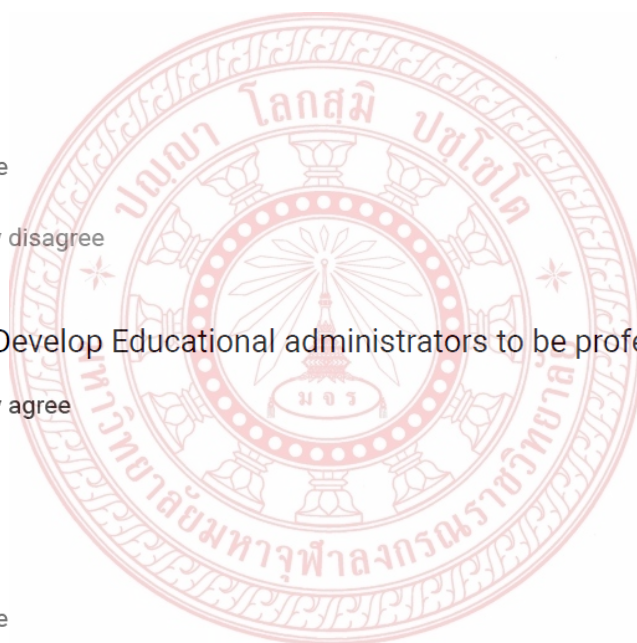 ปญฺญา โลกสฺมิ ปชฺโชโต
e
y disagree
Develop Educational administrators to be profe
มจร
y agree
มหาวิทยาลัยมหาจุฬาลงกรณราชวิทยาลัย
e